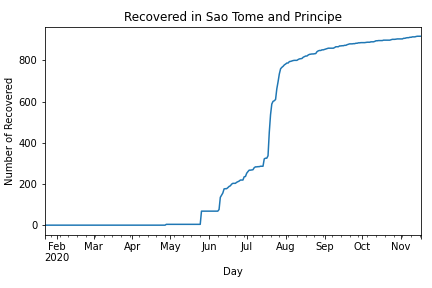 Recovered in Sao Tome and Principe
Number of Recovered
800
600
400
200
0
Feb Mar Apr May Jun Jul Aug Sep Oct Nov
2020
Day